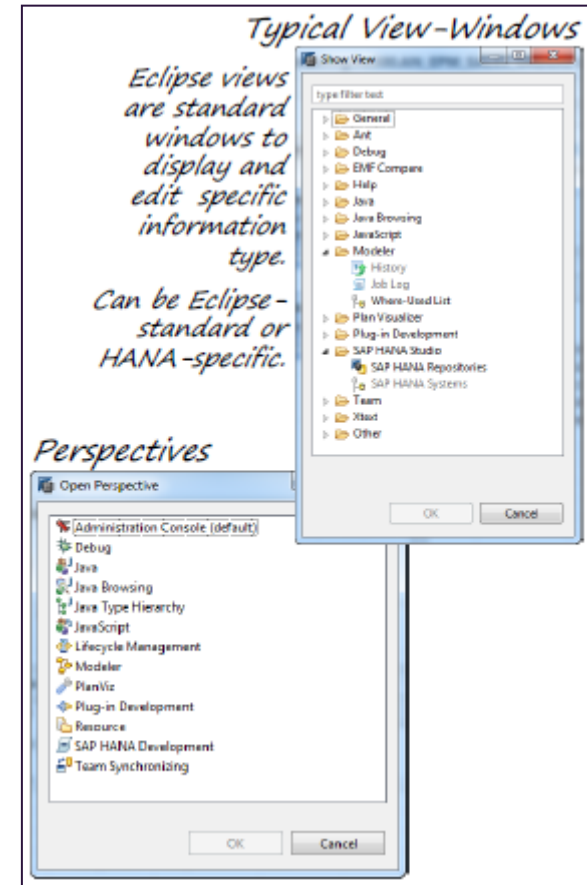 Typical View-Windows
Eclipse views
are standard
windows to
display and
edit specific
information
type.
Can be Eclipse-
standard or
HANA-specific.
Show View
type filter text
General
Ant
Debug
EMF Compare
Help
Java
Java Browsing
JavaScript
Modeler
History
Job Log
Where-Used List
Plan Visualizer
Plug-in Development
SAP HANA Studio
SAP HANA Repositories
SAP HANA Systems
Team
Xtext
Other
OK Cancel
Perspectives
Open Perspective
Administration Console (default)
Debug
Java
Java Browsing
Java Type Hierarchy
JavaScript
Lifecycle Management
Modeler
PlanViz
Plug-in Development
Resource
SAP HANA Development
Team Synchronizing
OK Cancel